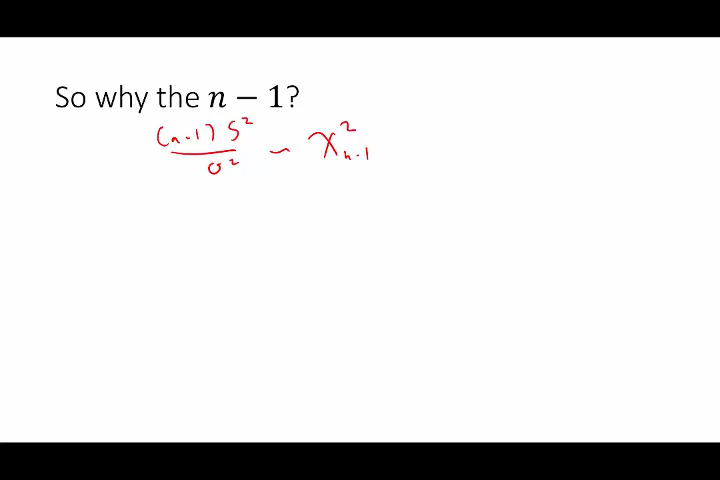 So why the n − 1?
(n-1) S²
σ² ~ χ²ₙ₋₁